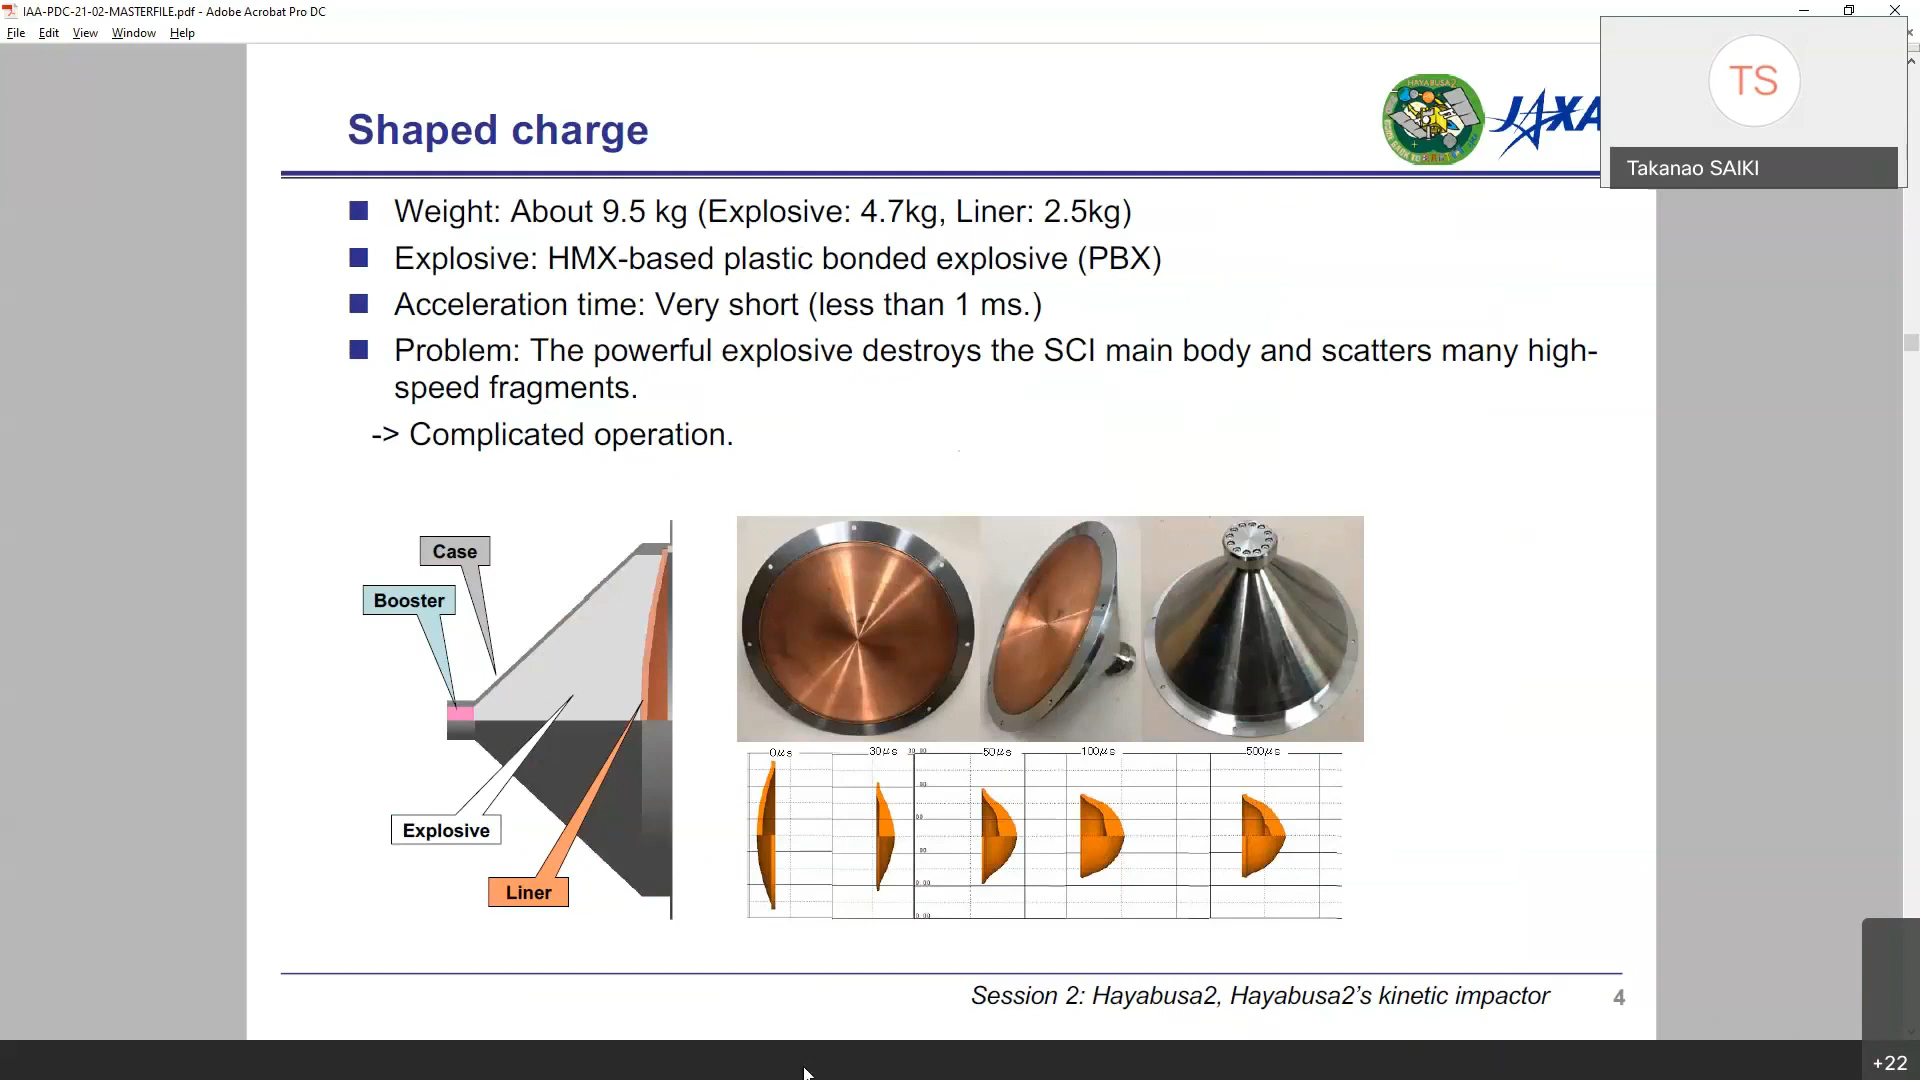 IAA-PDC-21-02-MASTERFILE.pdf - Adobe Acrobat Pro DC
File Edit View Window Help
TS
Takanao SAIKI
HAYABUSA2
JAXA
Shaped charge
Weight: About 9.5 kg (Explosive: 4.7kg, Liner: 2.5kg)
Explosive: HMX-based plastic bonded explosive (PBX)
Acceleration time: Very short (less than 1 ms.)
Problem: The powerful explosive destroys the SCI main body and scatters many high-
speed fragments.
-> Complicated operation.
Case
Booster
Explosive
Liner
0μs 30μs 50μs 100μs 500μs
Session 2: Hayabusa2, Hayabusa2's kinetic impactor 4
+22